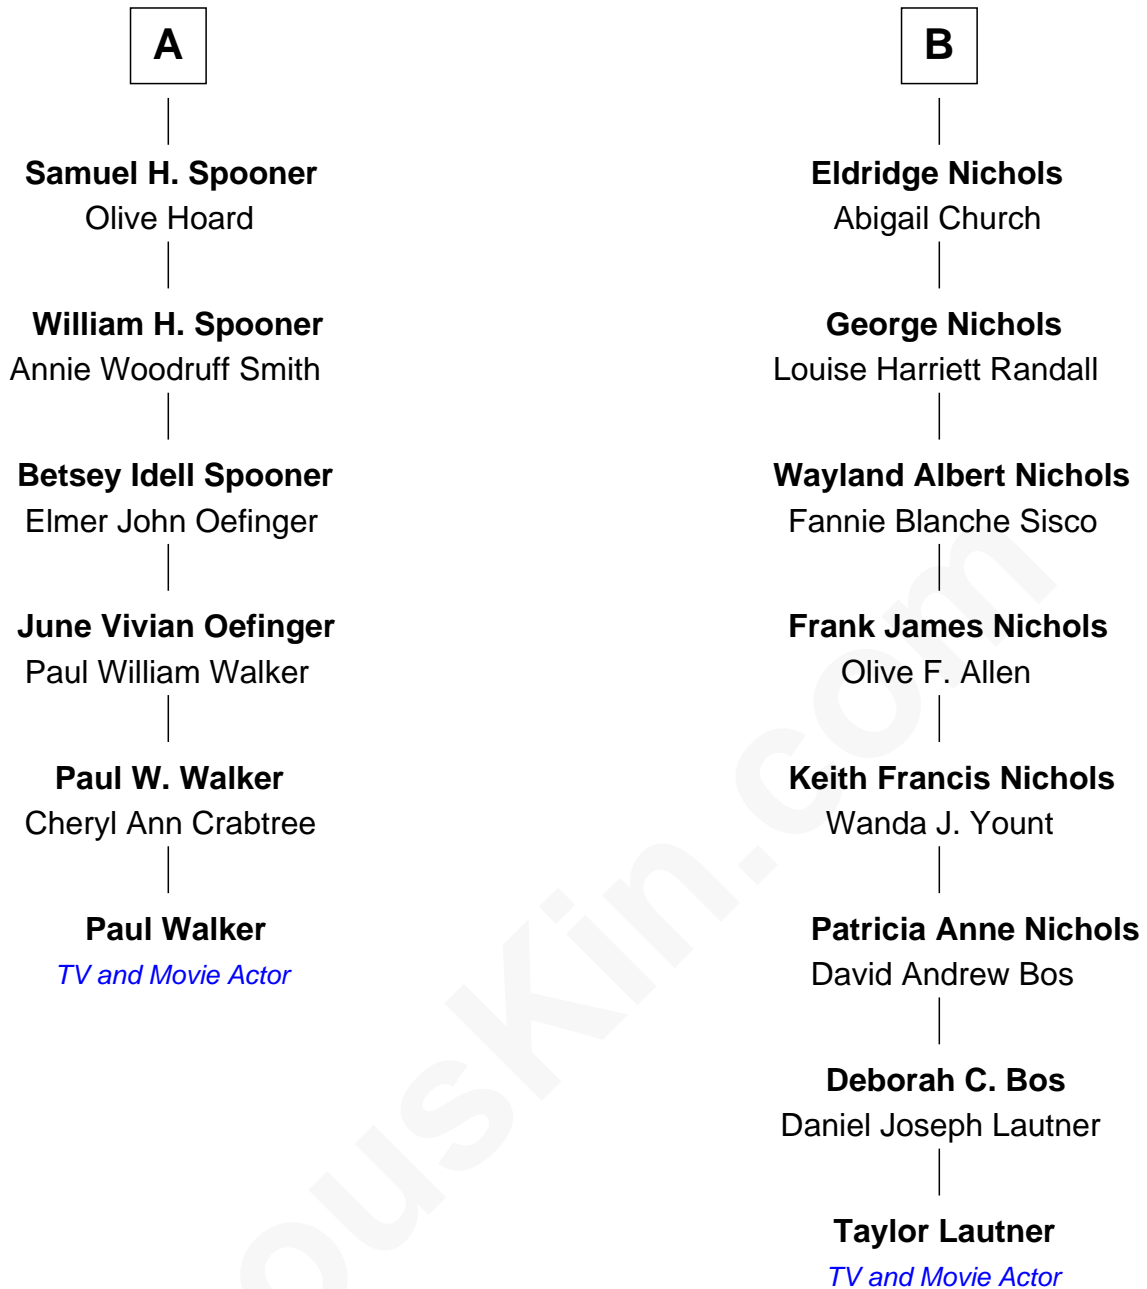 A
Samuel H. Spooner
Olive Hoard
William H. Spooner
Annie Woodruff Smith
Betsey Idell Spooner
Elmer John Oefinger
June Vivian Oefinger
Paul William Walker
Paul W. Walker
Cheryl Ann Crabtree
Paul Walker
TV and Movie Actor
B
Eldridge Nichols
Abigail Church
George Nichols
Louise Harriett Randall
Wayland Albert Nichols
Fannie Blanche Sisco
Frank James Nichols
Olive F. Allen
Keith Francis Nichols
Wanda J. Yount
Patricia Anne Nichols
David Andrew Bos
Deborah C. Bos
Daniel Joseph Lautner
Taylor Lautner
TV and Movie Actor
ousKin.com